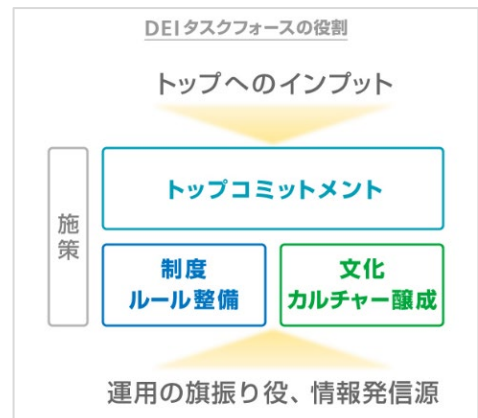 DEIタスクフォースの役割
トップへのインプット
施策
トップコミットメント
制度
ルール整備
文化
カルチャー醸成
運用の旗振り役、情報発信源